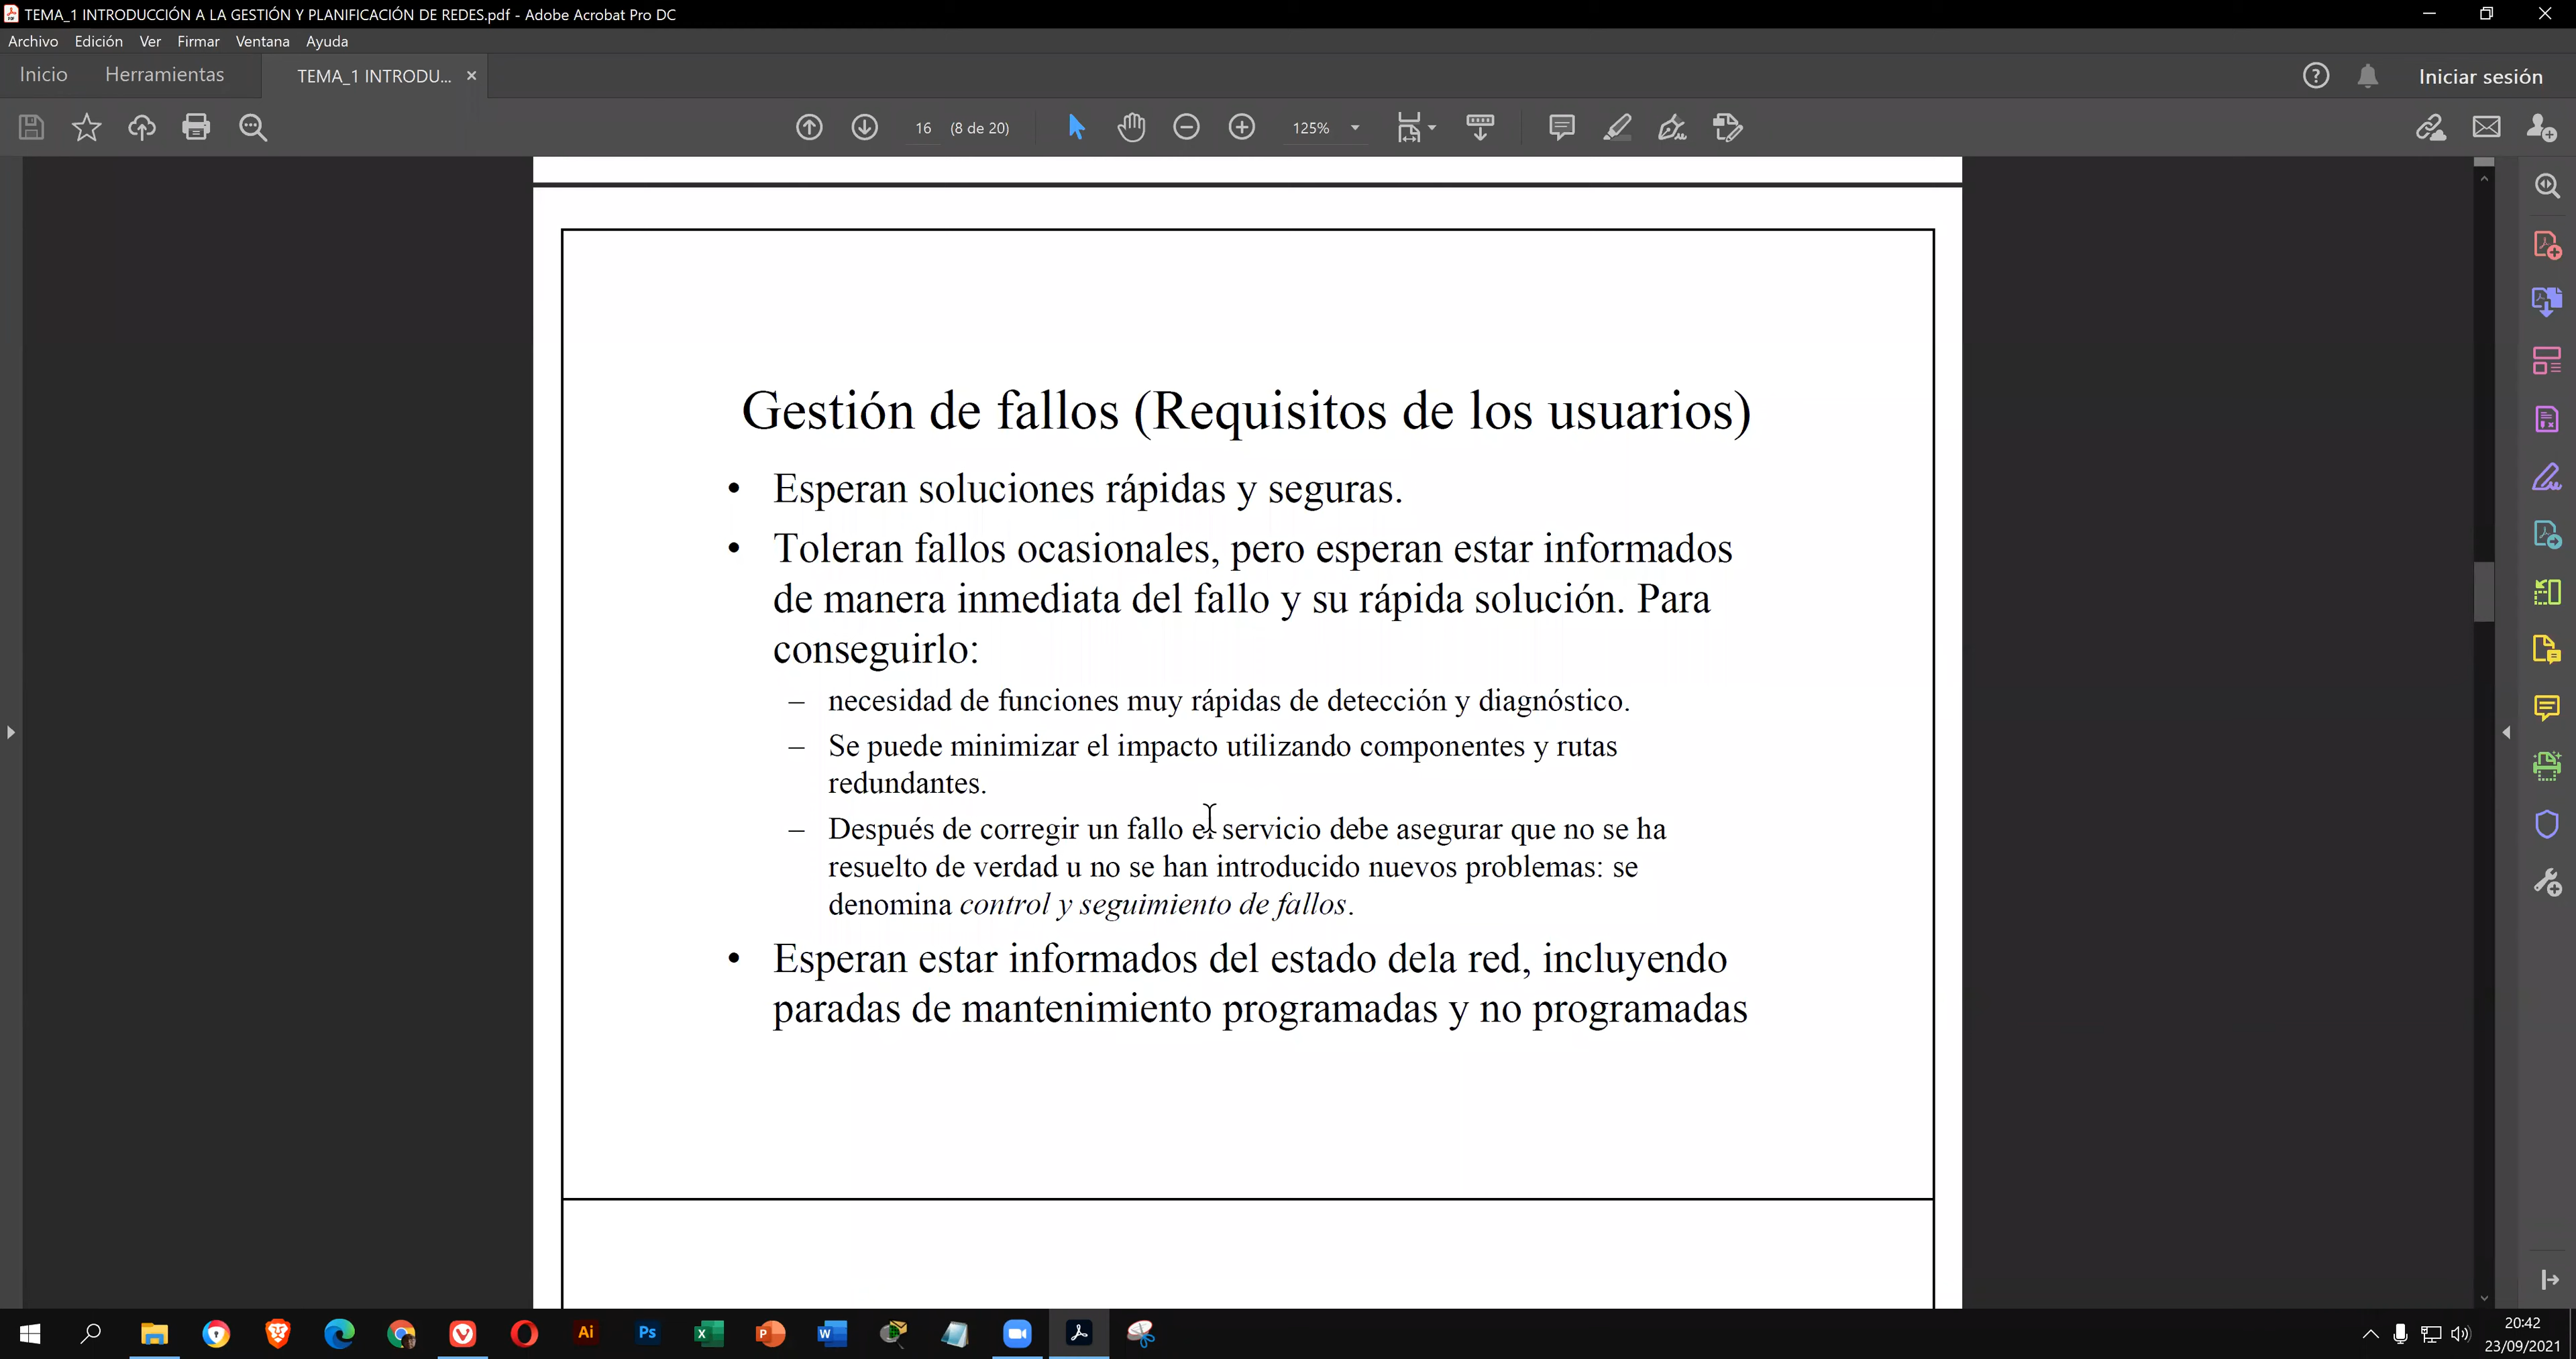 TEMA_1 INTRODUCCIÓN A LA GESTIÓN Y PLANIFICACIÓN DE REDES.pdf - Adobe Acrobat Pro DC
Archivo Edición Ver Firmar Ventana Ayuda
Inicio Herramientas TEMA_1 INTRODU... × Iniciar sesión
16 (8 de 20) 125%
Gestión de fallos (Requisitos de los usuarios)
• Esperan soluciones rápidas y seguras.
• Toleran fallos ocasionales, pero esperan estar informados
de manera inmediata del fallo y su rápida solución. Para
conseguirlo:
– necesidad de funciones muy rápidas de detección y diagnóstico.
– Se puede minimizar el impacto utilizando componentes y rutas
redundantes.
– Después de corregir un fallo el servicio debe asegurar que no se ha
resuelto de verdad u no se han introducido nuevos problemas: se
denomina control y seguimiento de fallos.
• Esperan estar informados del estado dela red, incluyendo
paradas de mantenimiento programadas y no programadas
Ai Ps
20:42
23/09/2021